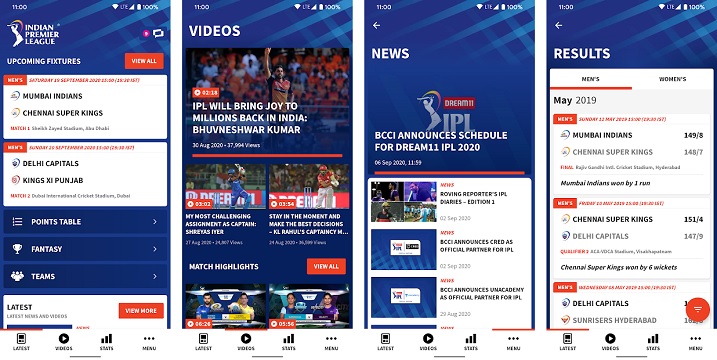 11:00
LTE 100%
INDIAN
PREMIER
LEAGUE
UPCOMING FIXTURES
VIEW ALL
MEN'S
SATURDAY 19 SEPTEMBER 2020 15:00 (19:30 IST)
MUMBAI INDIANS
CHENNAI SUPER KINGS
MATCH 1 Sheikh Zayed Stadium, Abu Dhabi
MEN'S
SUNDAY 20 SEPTEMBER 2020 15:00 (19:30 IST)
DELHI CAPITALS
KINGS XI PUNJAB
MATCH 2 Dubai International Cricket Stadium, Dubai
POINTS TABLE
FANTASY
TEAMS
LATEST
LATEST NEWS AND VIDEOS
VIEW MORE
NEWS
LATEST
VIDEOS
STATS
MENU
11:00
LTE 100%
VIDEOS
02:18
IPL WILL BRING JOY TO
MILLIONS BACK IN INDIA:
BHUVNESHWAR KUMAR
30 Aug 2020 • 37,994 Views
03:02
MY MOST CHALLENGING
ASSIGNMENT AS CAPTAIN:
SHREYAS IYER
27 Aug 2020 • 24,807 Views
03:54
STAY IN THE MOMENT AND
MAKE THE BEST DECISIONS
– KL RAHUL'S CAPTAINCY M...
24 Aug 2020 • 36,599 Views
MATCH HIGHLIGHTS
VIEW ALL
06:26
05:56
LATEST
VIDEOS
STATS
MENU
11:00
LTE 100%
NEWS
DREAM11
IPL
BCCI ANNOUNCES SCHEDULE
FOR DREAM11 IPL 2020
06 Sep 2020, 11:59
NEWS
ROVING REPORTER'S IPL
DIARIES – EDITION 1
02 Sep 2020
NEWS
BCCI ANNOUNCES CRED AS
OFFICIAL PARTNER FOR IPL
02 Sep 2020
NEWS
BCCI ANNOUNCES UNACADEMY
AS OFFICIAL PARTNER FOR IPL
29 Aug 2020
LATEST
VIDEOS
STATS
MENU
11:00
LTE 100%
RESULTS
MEN'S
WOMEN'S
May 2019
MEN'S
SUNDAY 12 MAY 2019 15:00 (19:30 IST)
MUMBAI INDIANS 149/8
CHENNAI SUPER KINGS 148/7
FINAL Rajiv Gandhi Intl. Cricket Stadium, Hyderabad
Mumbai Indians won by 1 run
MEN'S
FRIDAY 10 MAY 2019 15:00 (19:30 IST)
CHENNAI SUPER KINGS 151/4
DELHI CAPITALS 147/9
QUALIFIER 2 ACA-VDCA Stadium, Visakhapatnam
Chennai Super Kings won by 6 wickets
MEN'S
WEDNESDAY 08 MAY 2019 15:00 (19:30 IST)
DELHI CAPITALS
SUNRISERS HYDERABAD
LATEST
VIDEOS
STATS
MENU